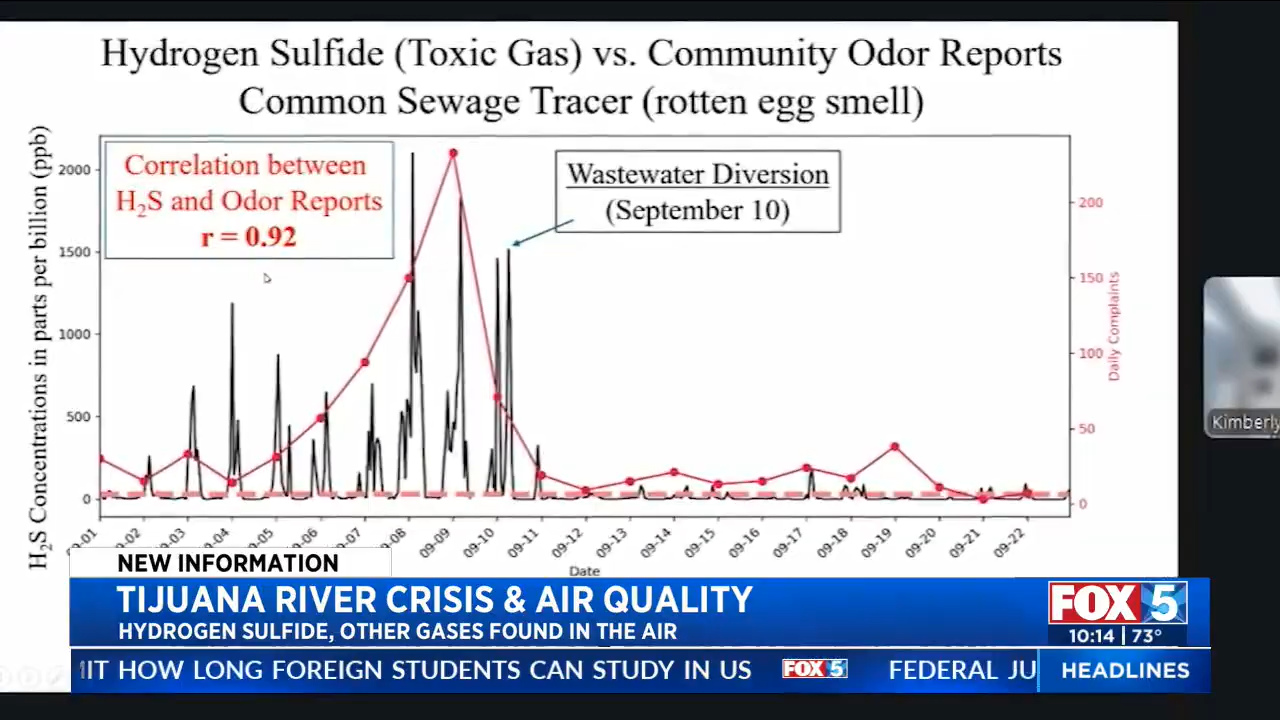 Hydrogen Sulfide (Toxic Gas) vs. Community Odor Reports
Common Sewage Tracer (rotten egg smell)
H₂S Concentrations in parts per billion (ppb)
2000
1500
1000
500
0
Correlation between
H₂S and Odor Reports
r = 0.92
Wastewater Diversion
(September 10)
200
150
100
50
0
Daily Complaints
09-01
09-02
09-03
09-04
09-05
09-06
09-07
09-08
09-09
09-10
09-11
09-12
09-13
09-14
09-15
09-16
09-17
09-18
09-19
09-20
09-21
09-22
Date
Kimberly
NEW INFORMATION
TIJUANA RIVER CRISIS & AIR QUALITY
HYDROGEN SULFIDE, OTHER GASES FOUND IN THE AIR
FOX 5
10:14 | 73°
IT HOW LONG FOREIGN STUDENTS CAN STUDY IN US FOX 5 FEDERAL JU
HEADLINES